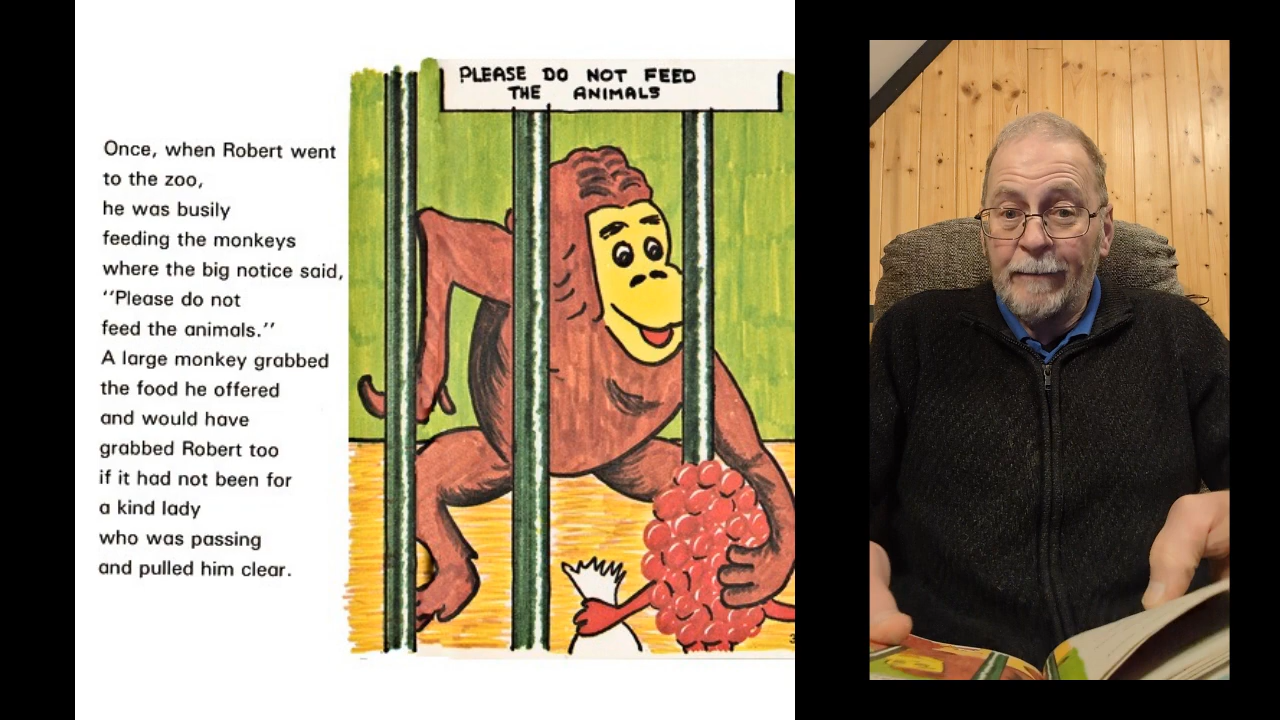 Once, when Robert went
to the zoo,
he was busily
feeding the monkeys
where the big notice said,
''Please do not
feed the animals.''
A large monkey grabbed
the food he offered
and would have
grabbed Robert too
if it had not been for
a kind lady
who was passing
and pulled him clear.
PLEASE DO NOT FEED
THE ANIMALS